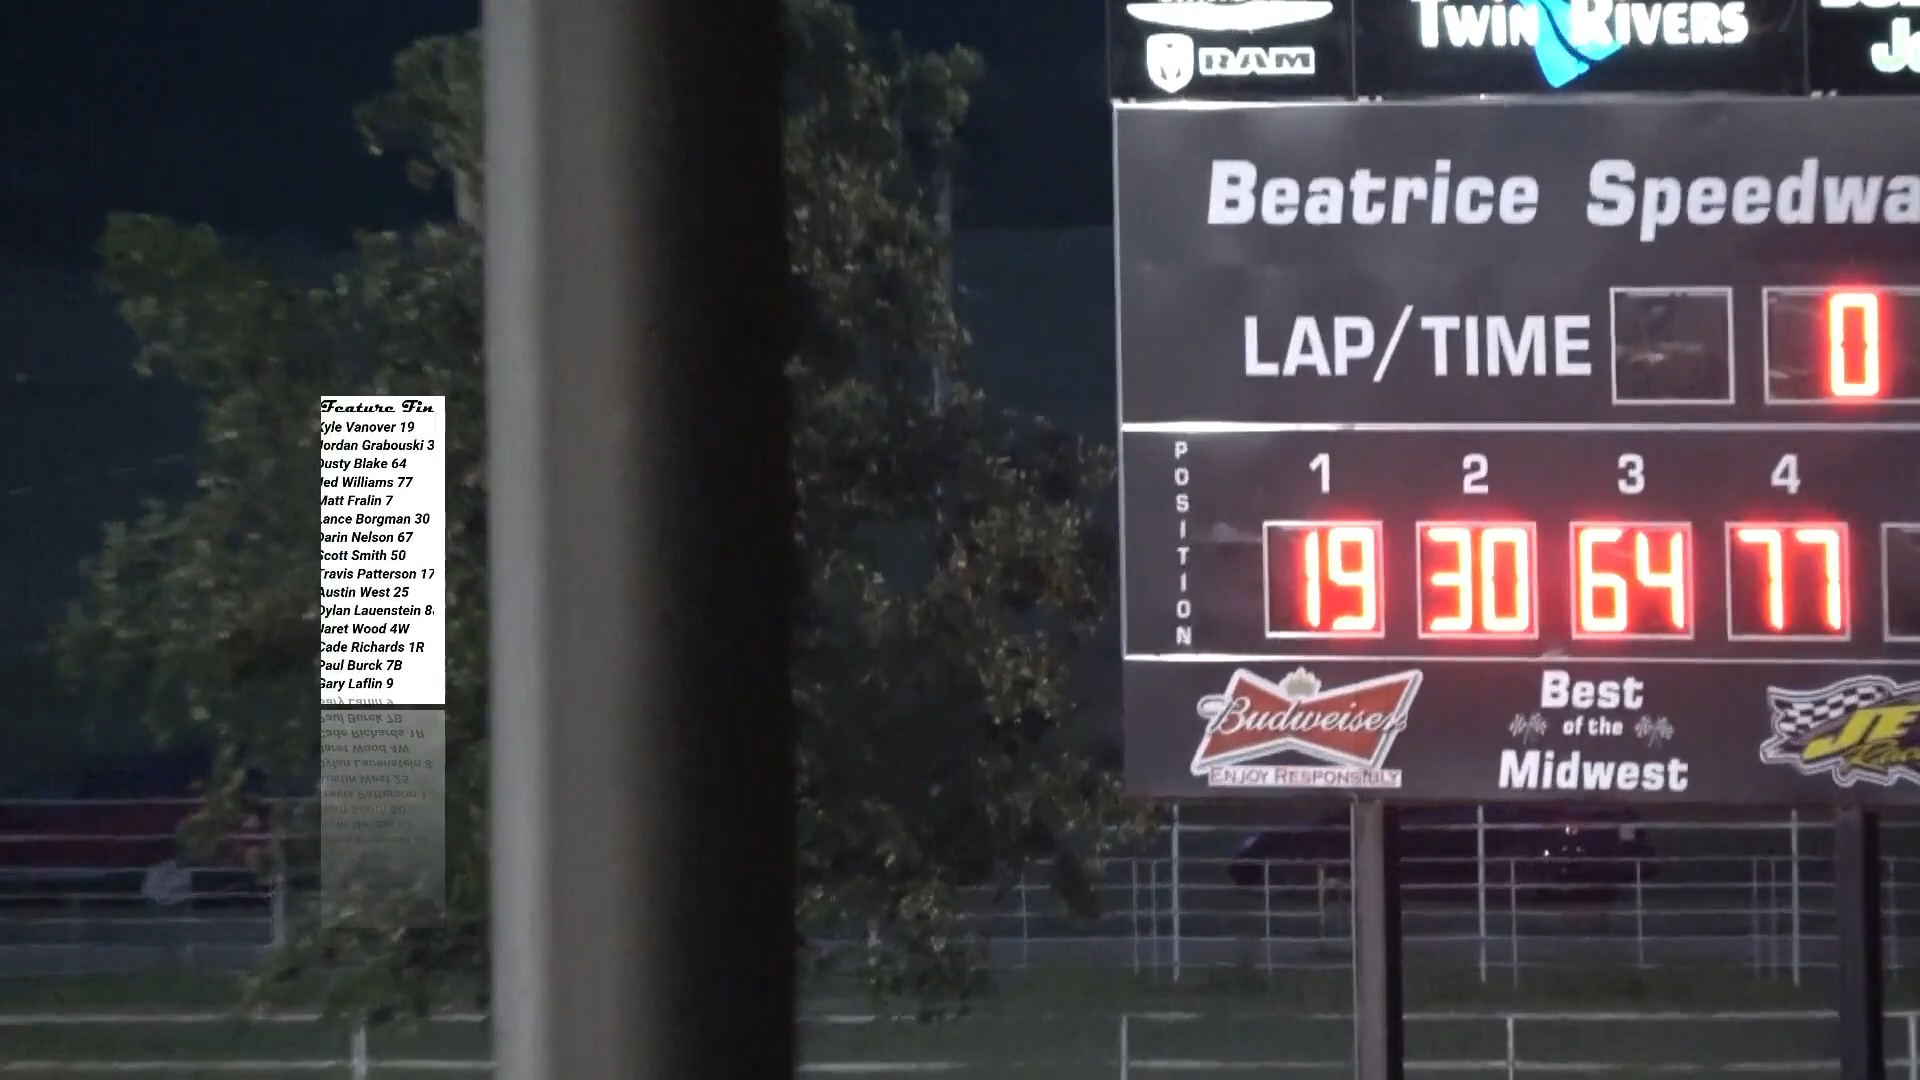 RAM
TWIN RIVERS
Beatrice Speedwa
LAP/TIME
0
POSITION
1 2 3 4
19 30 64 77
Budweiser
ENJOY RESPONSIBLY
Best
of the
Midwest
JE
Feature Fin
Kyle Vanover 19
Jordan Grabouski 3
Dusty Blake 64
Jed Williams 77
Matt Fralin 7
Lance Borgman 30
Darin Nelson 67
Scott Smith 50
Travis Patterson 17
Austin West 25
Dylan Lauenstein 8
Jaret Wood 4W
Cade Richards 1R
Paul Burck 7B
Gary Laflin 9